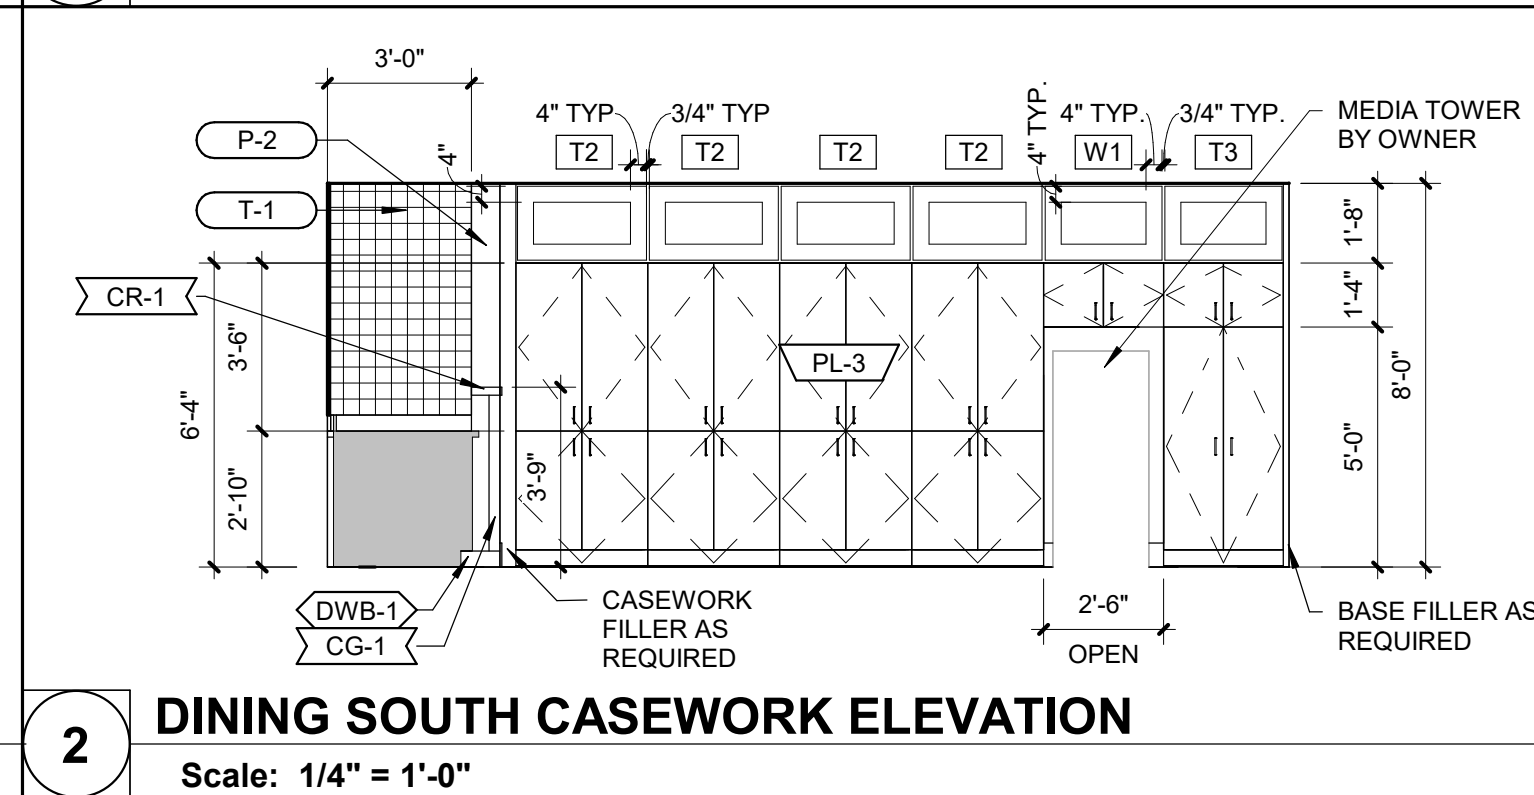 3'-0"
4" TYP.
3/4" TYP
4" TYP.
4" TYP.
3/4" TYP.
MEDIA TOWER
BY OWNER
P-2
4"
T2
T2
T2
T2
W1
T3
T-1
1'-8"
CR-1
1'-4"
3'-6"
PL-3
8'-0"
6'-4"
5'-0"
2'-10"
3'-9"
DWB-1
CG-1
CASEWORK
FILLER AS
REQUIRED
2'-6"
OPEN
BASE FILLER AS
REQUIRED
2
DINING SOUTH CASEWORK ELEVATION
Scale: 1/4" = 1'-0"